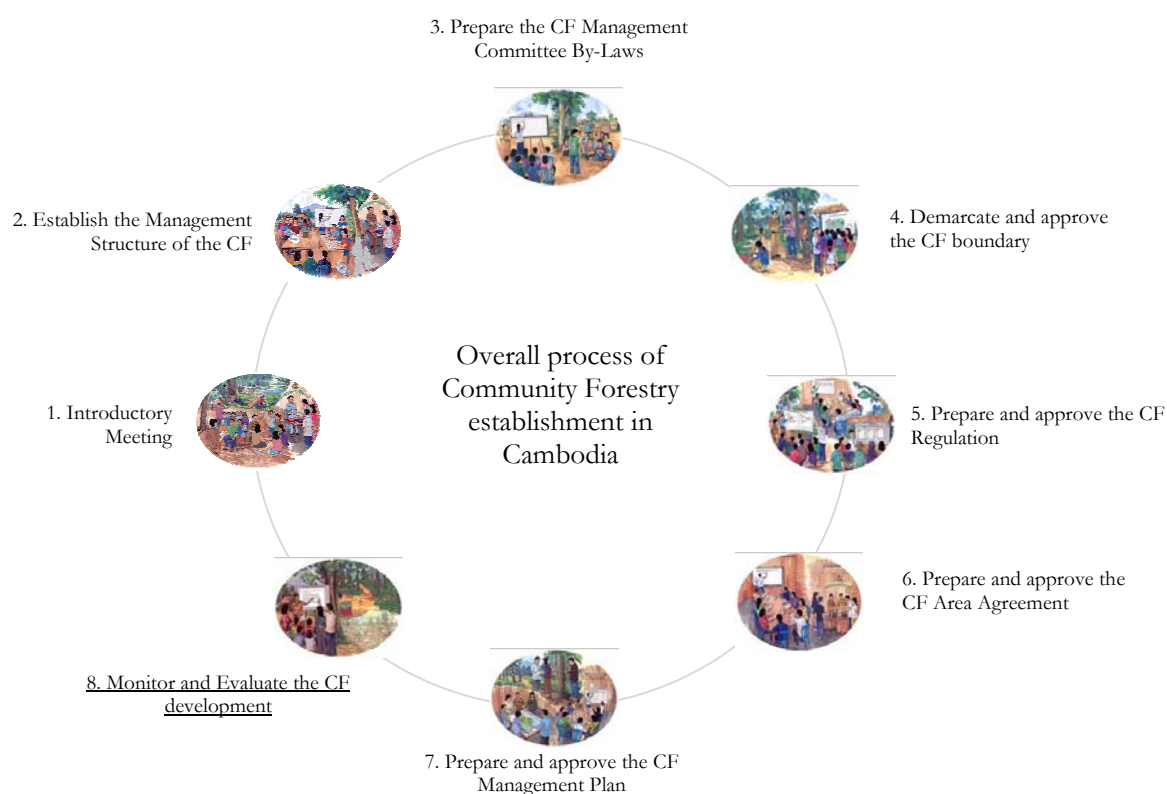 3. Prepare the CF Management
Committee By-Laws
2. Establish the Management
Structure of the CF
4. Demarcate and approve
the CF boundary
Overall process of
Community Forestry
establishment in
Cambodia
1. Introductory
Meeting
5. Prepare and approve the CF
Regulation
6. Prepare and approve the
CF Area Agreement
8. Monitor and Evaluate the CF
development
7. Prepare and approve the CF
Management Plan